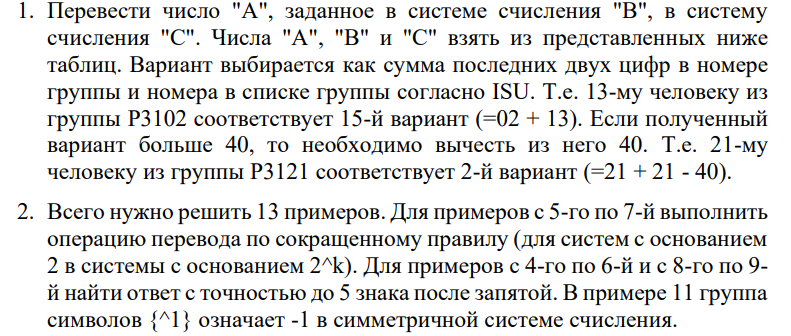 1. Перевести число "А", заданное в системе счисления "В", в систему
счисления "С". Числа "А", "В" и "С" взять из представленных ниже
таблиц. Вариант выбирается как сумма последних двух цифр в номере
группы и номера в списке группы согласно ISU. Т.е. 13-му человеку из
группы P3102 соответствует 15-й вариант (=02 + 13). Если полученный
вариант больше 40, то необходимо вычесть из него 40. Т.е. 21-му
человеку из группы P3121 соответствует 2-й вариант (=21 + 21 - 40).
2. Всего нужно решить 13 примеров. Для примеров с 5-го по 7-й выполнить
операцию перевода по сокращенному правилу (для систем с основанием
2 в системы с основанием 2^k). Для примеров с 4-го по 6-й и с 8-го по 9-
й найти ответ с точностью до 5 знака после запятой. В примере 11 группа
символов {^1} означает -1 в симметричной системе счисления.